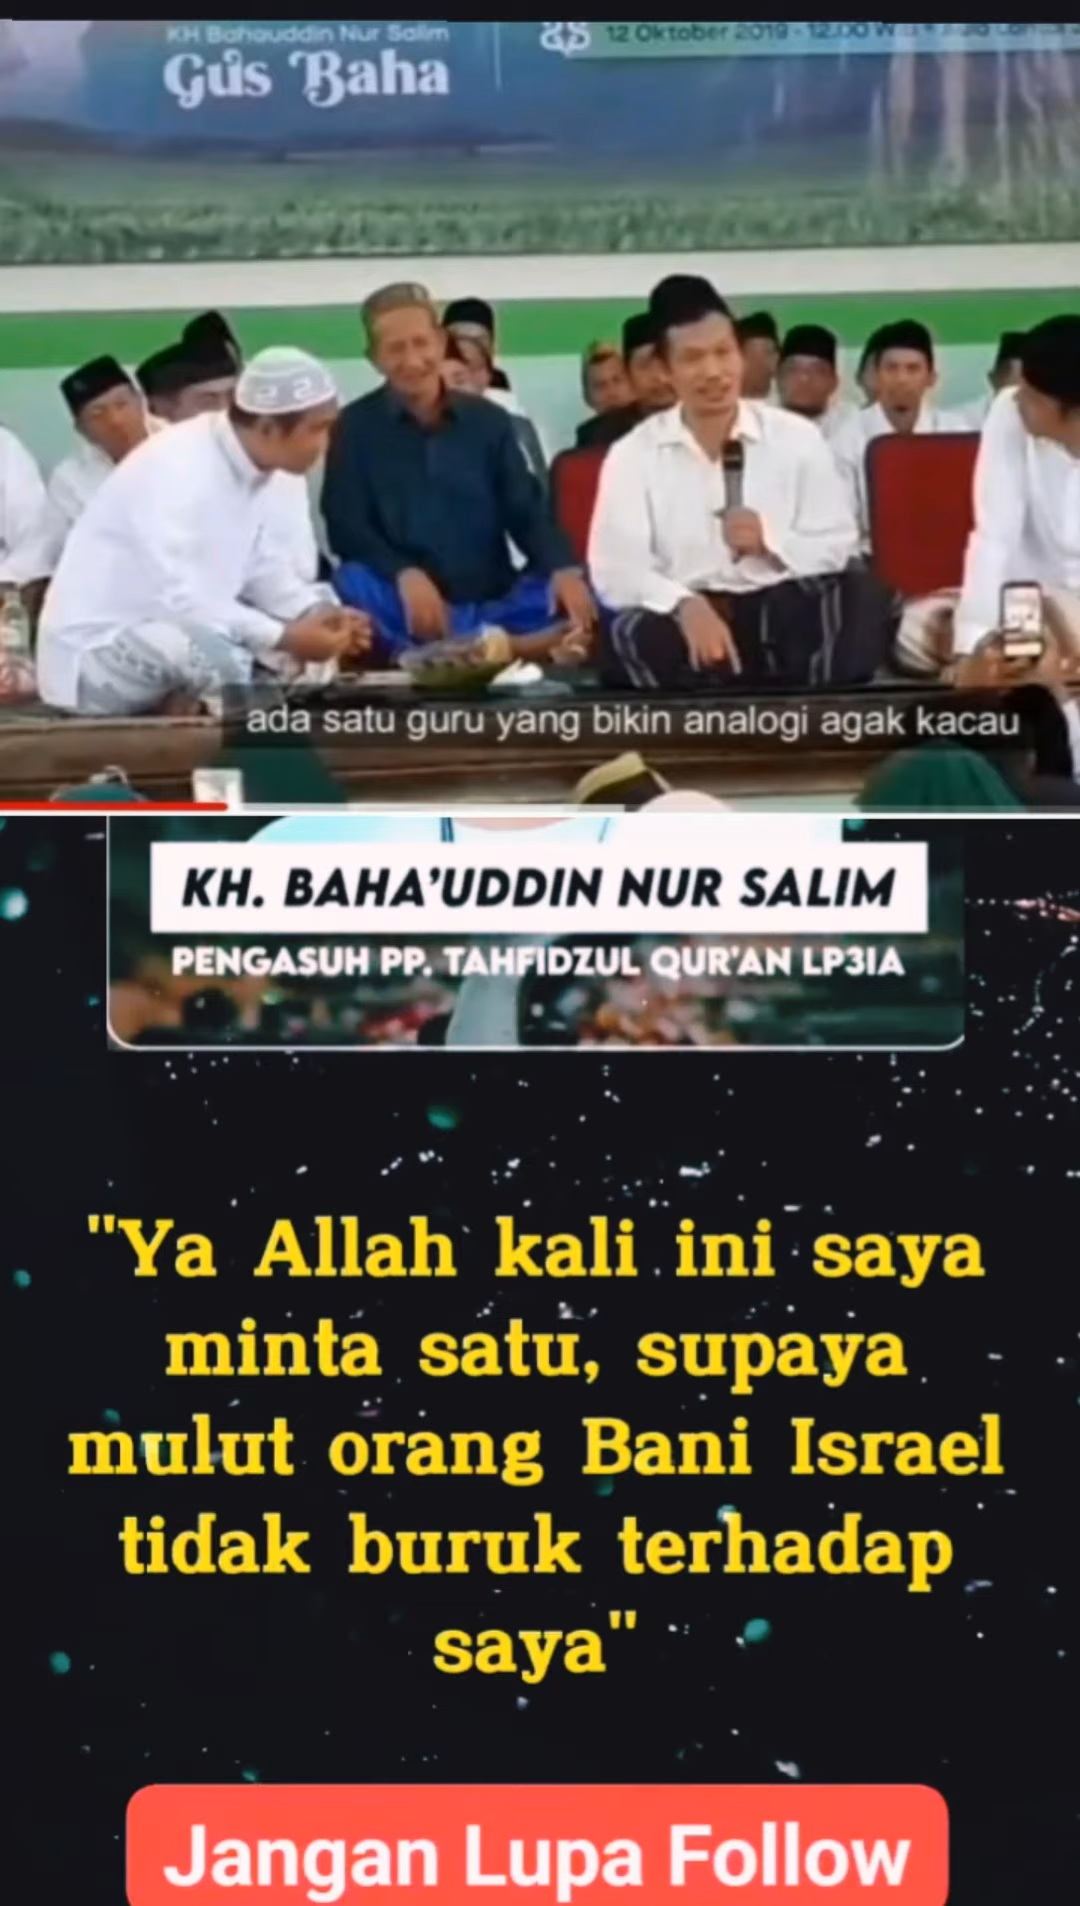 KH Bahauddin Nur Salim
Gus Baha
12 Oktober 2019 - 12.00
ada satu guru yang bikin analogi agak kacau
KH. BAHA'UDDIN NUR SALIM
PENGASUH PP. TAHFIDZUL QUR'AN LP3IA
"Ya Allah kali ini saya
minta satu, supaya
mulut orang Bani Israel
tidak buruk terhadap
saya"
Jangan Lupa Follow